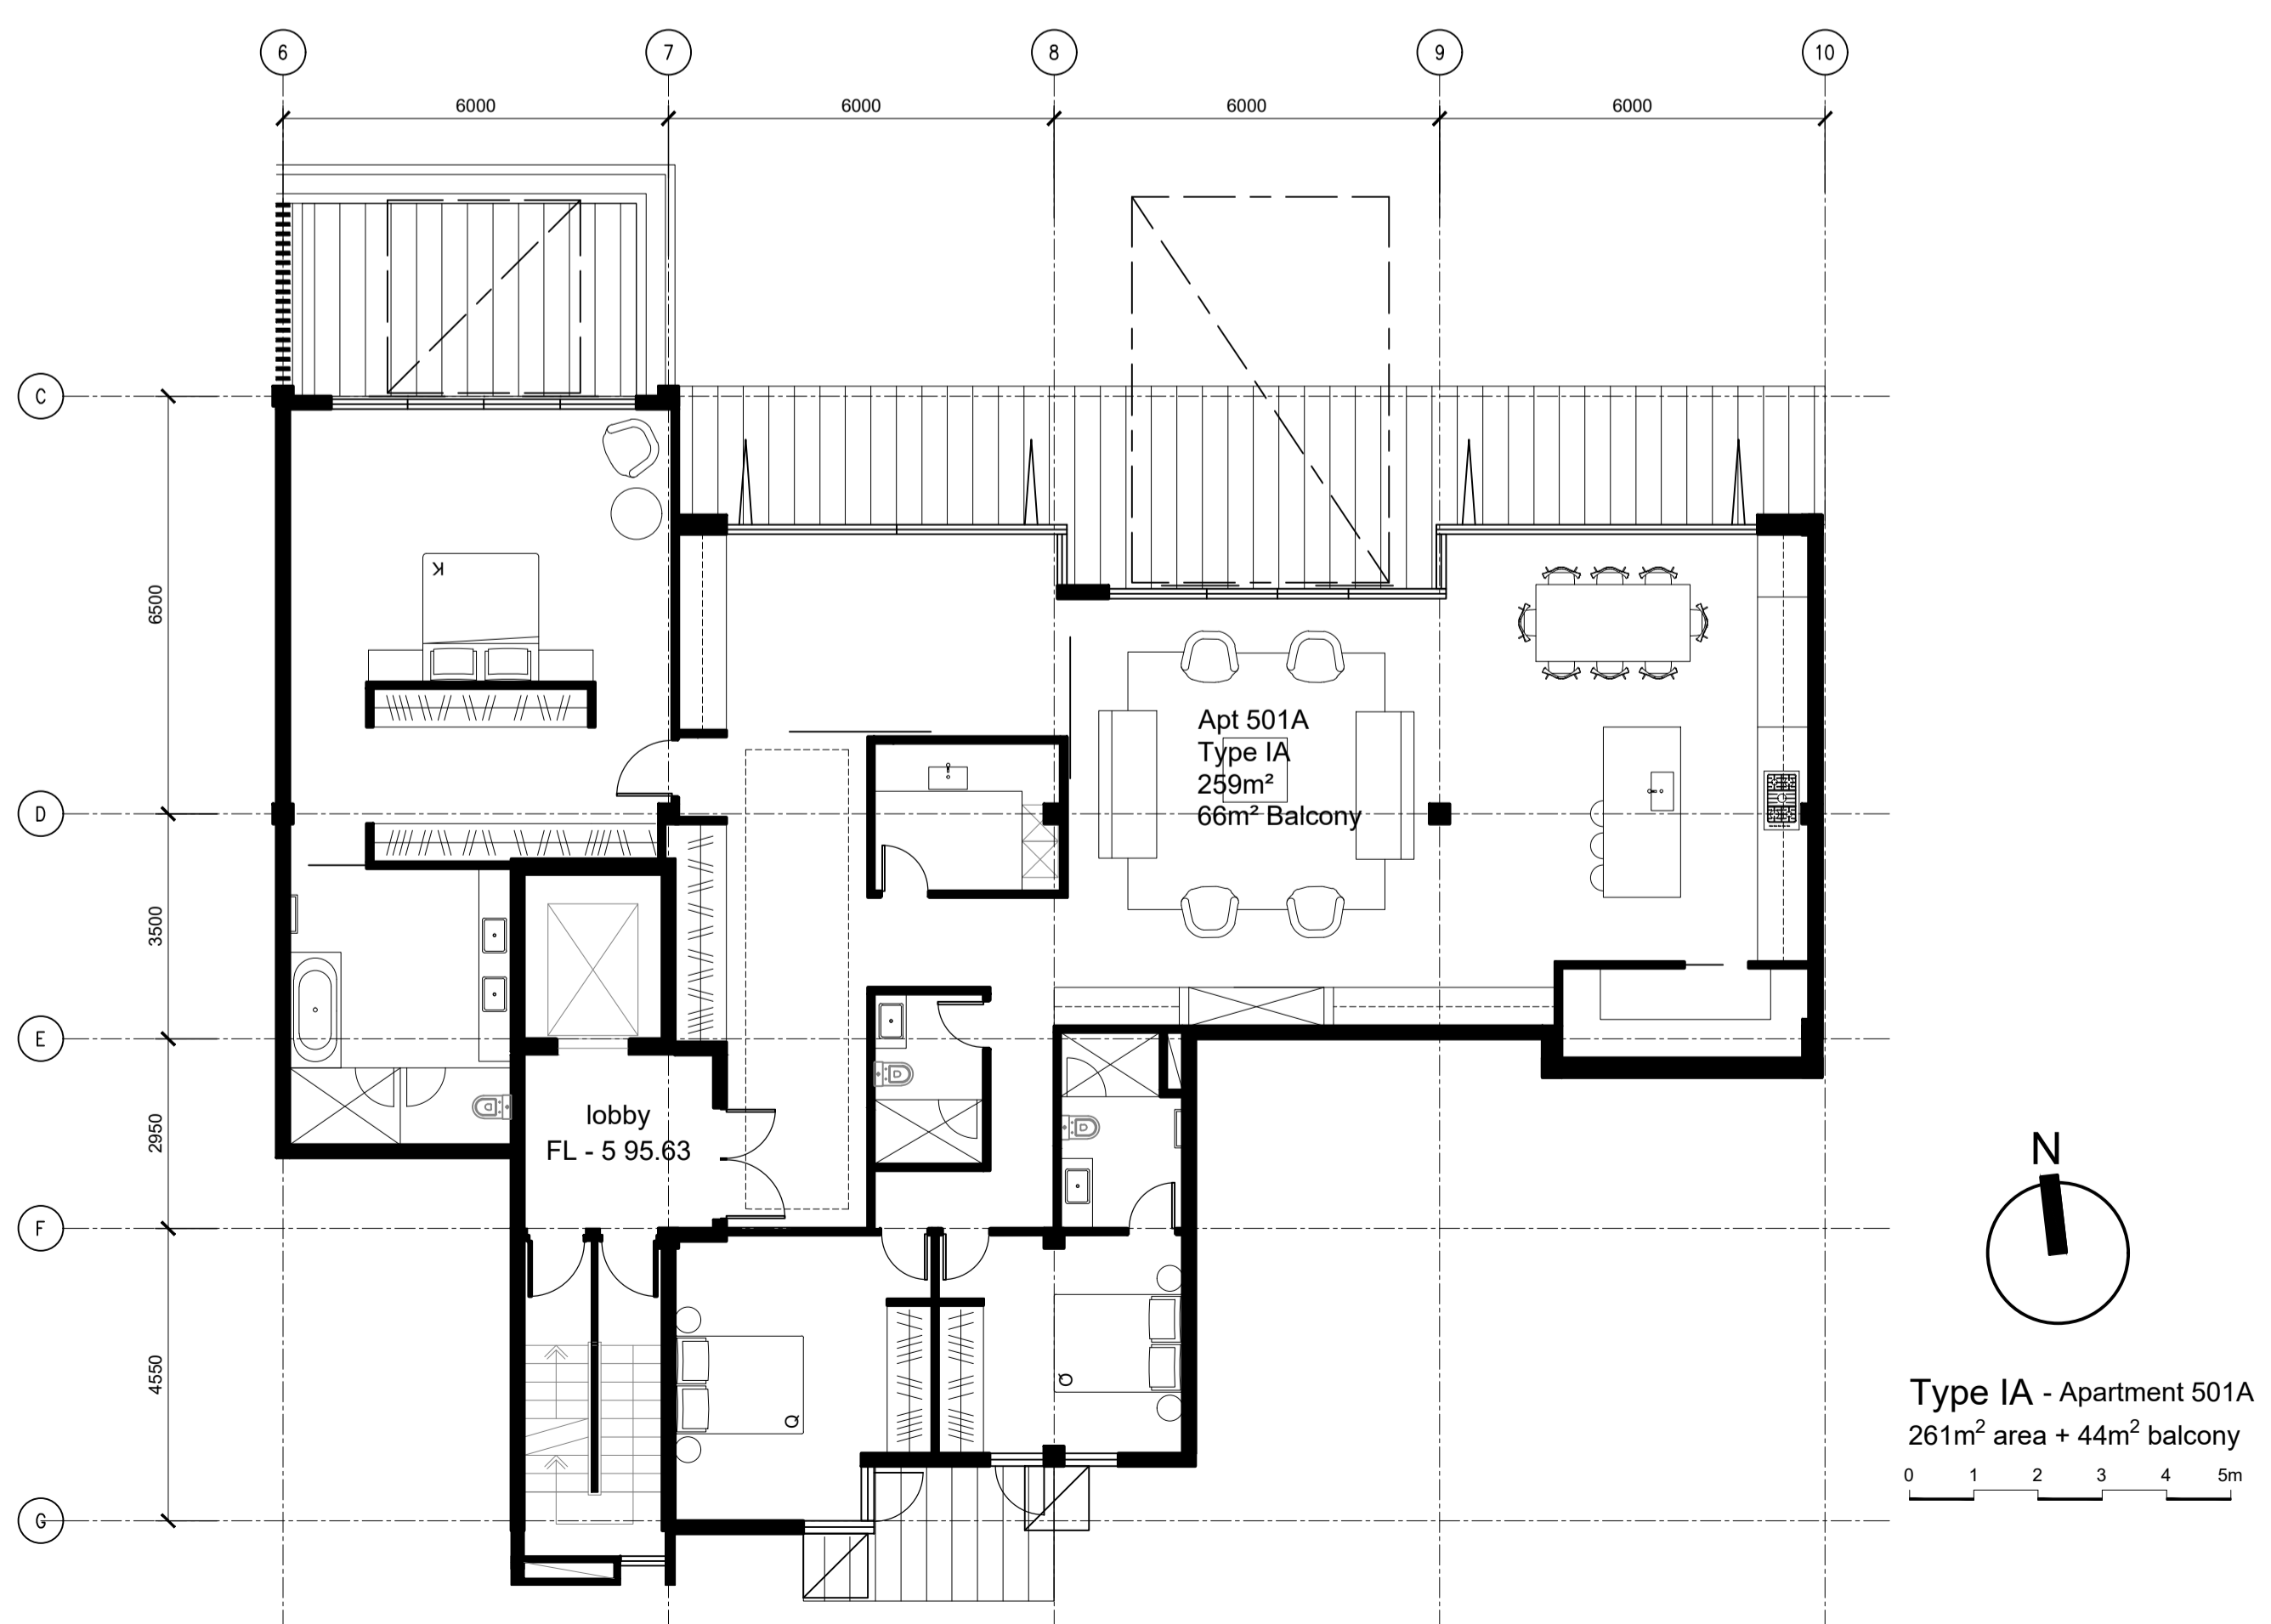 6 7 8 9 10
6000 6000 6000 6000
C
6500
K
Apt 501A
Type IA
259m²
66m² Balcony
D
3500
E
2950
lobby
FL - 5 95.63
N
F
4550
Q
Q
Type IA - Apartment 501A
261m² area + 44m² balcony
0 1 2 3 4 5m
G